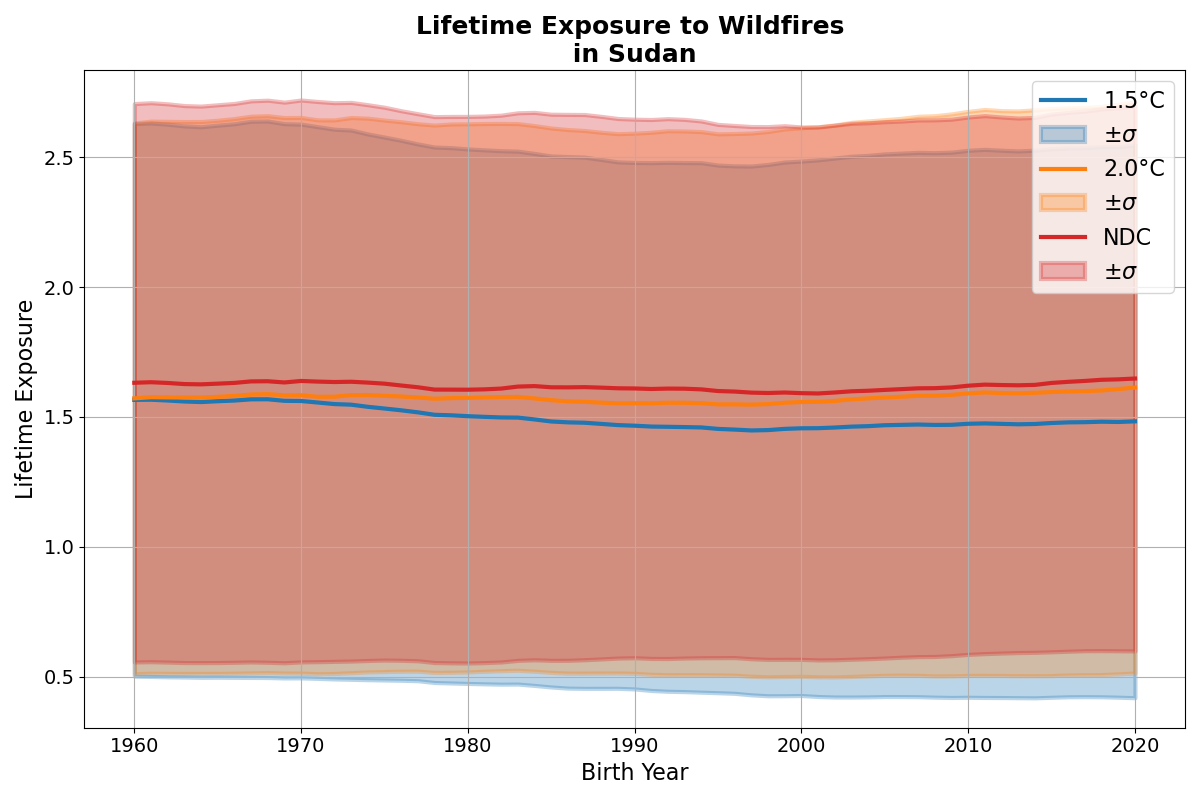 Lifetime Exposure to Wildfires
in Sudan
1.5°C
±σ
2.0°C
±σ
NDC
±σ
Lifetime Exposure
2.5
2.0
1.5
1.0
0.5
1960
1970
1980
1990
2000
2010
2020
Birth Year